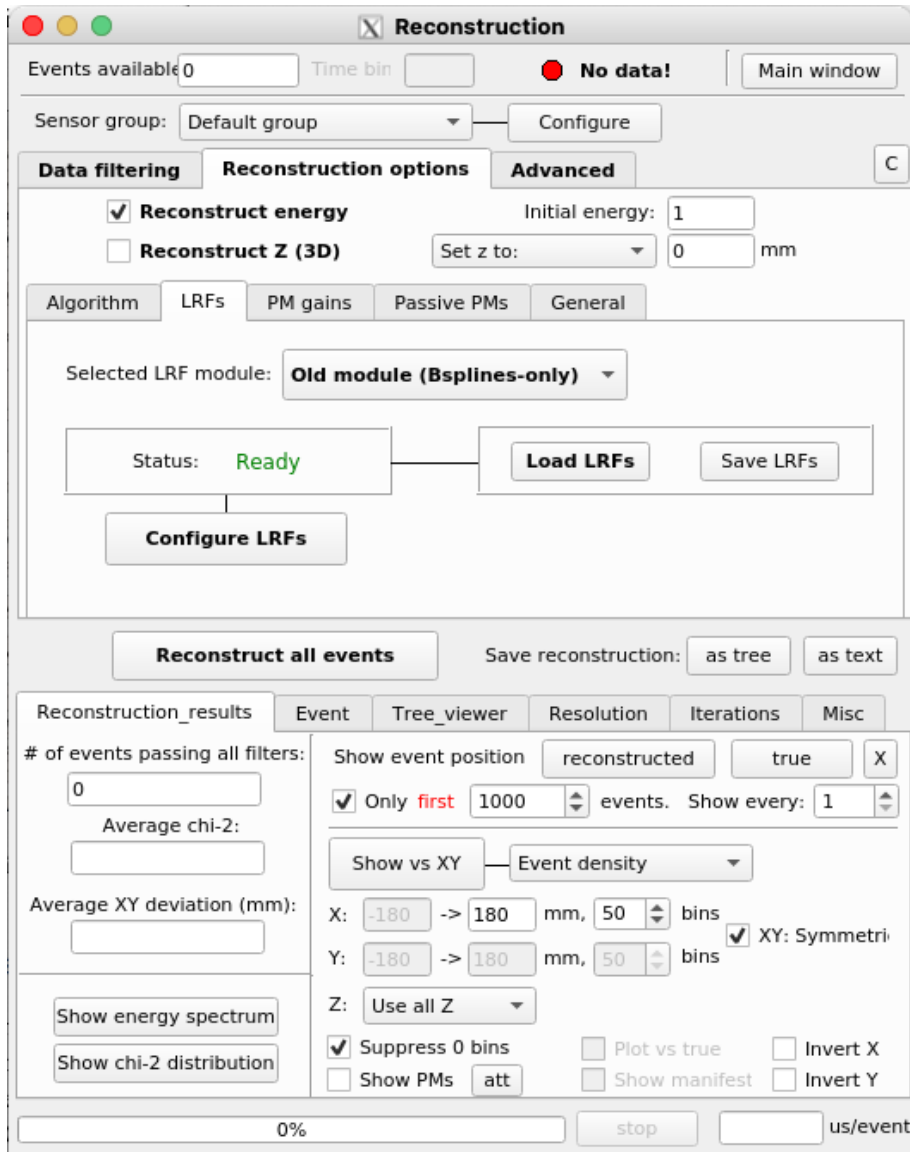 Reconstruction
Events available 0 Time bin No data! Main window
Sensor group: Default group Configure
Data filtering Reconstruction options Advanced C
Reconstruct energy Initial energy: 1
Reconstruct Z (3D) Set z to: 0 mm
Algorithm LRFs PM gains Passive PMs General
Selected LRF module: Old module (Bsplines-only)
Status: Ready Load LRFs Save LRFs
Configure LRFs
Reconstruct all events Save reconstruction: as tree as text
Reconstruction_results Event Tree_viewer Resolution Iterations Misc
# of events passing all filters:
0
Average chi-2:
Average XY deviation (mm):
Show energy spectrum
Show chi-2 distribution
Show event position reconstructed true X
Only first 1000 events. Show every: 1
Show vs XY Event density
X: -180 -> 180 mm, 50 bins
XY: Symmetri
Y: -180 -> 180 mm, 50 bins
Z: Use all Z
Suppress 0 bins Plot vs true Invert X
Show PMs att Show manifest Invert Y
0% stop us/event